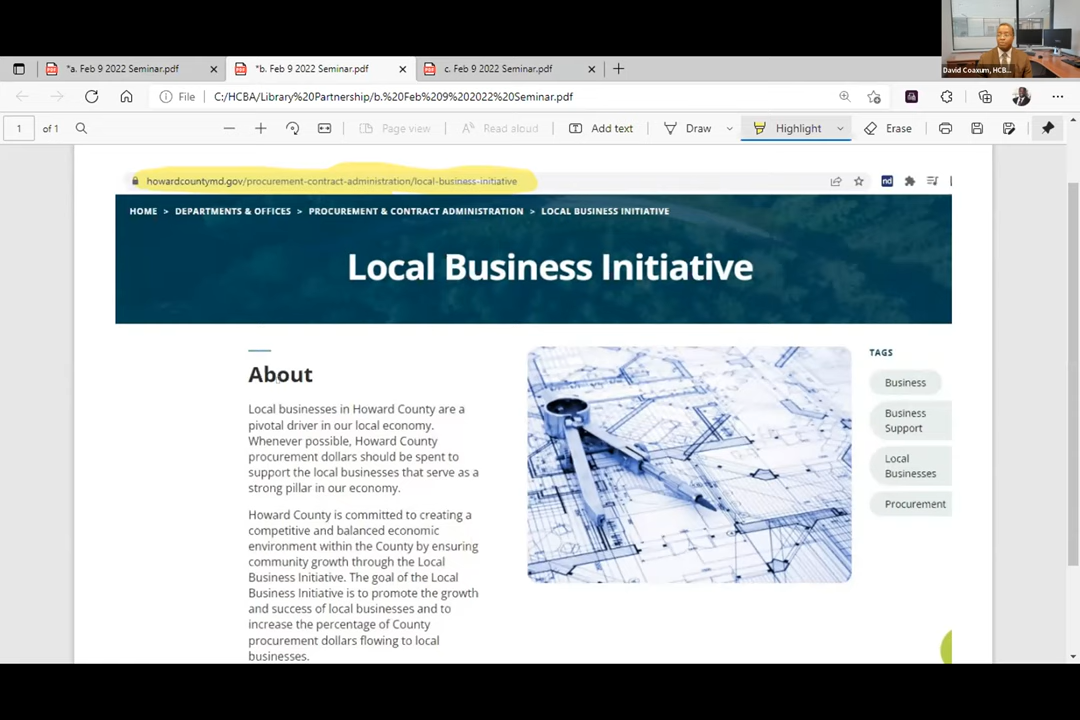 David Coaxum, HCB...
*a. Feb 9 2022 Seminar.pdf
*b. Feb 9 2022 Seminar.pdf
c. Feb 9 2022 Seminar.pdf
File
C:/HCBA/Library%20Partnership/b.%20Feb%209%202022%20Seminar.pdf
1 of 1
Page view
Read aloud
Add text
Draw
Highlight
Erase
howardcountymd.gov/procurement-contract-administration/local-business-initiative
nd
HOME > DEPARTMENTS & OFFICES > PROCUREMENT & CONTRACT ADMINISTRATION > LOCAL BUSINESS INITIATIVE
Local Business Initiative
About
Local businesses in Howard County are a
pivotal driver in our local economy.
Whenever possible, Howard County
procurement dollars should be spent to
support the local businesses that serve as a
strong pillar in our economy.
Howard County is committed to creating a
competitive and balanced economic
environment within the County by ensuring
community growth through the Local
Business Initiative. The goal of the Local
Business Initiative is to promote the growth
and success of local businesses and to
increase the percentage of County
procurement dollars flowing to local
businesses.
TAGS
Business
Business
Support
Local
Businesses
Procurement